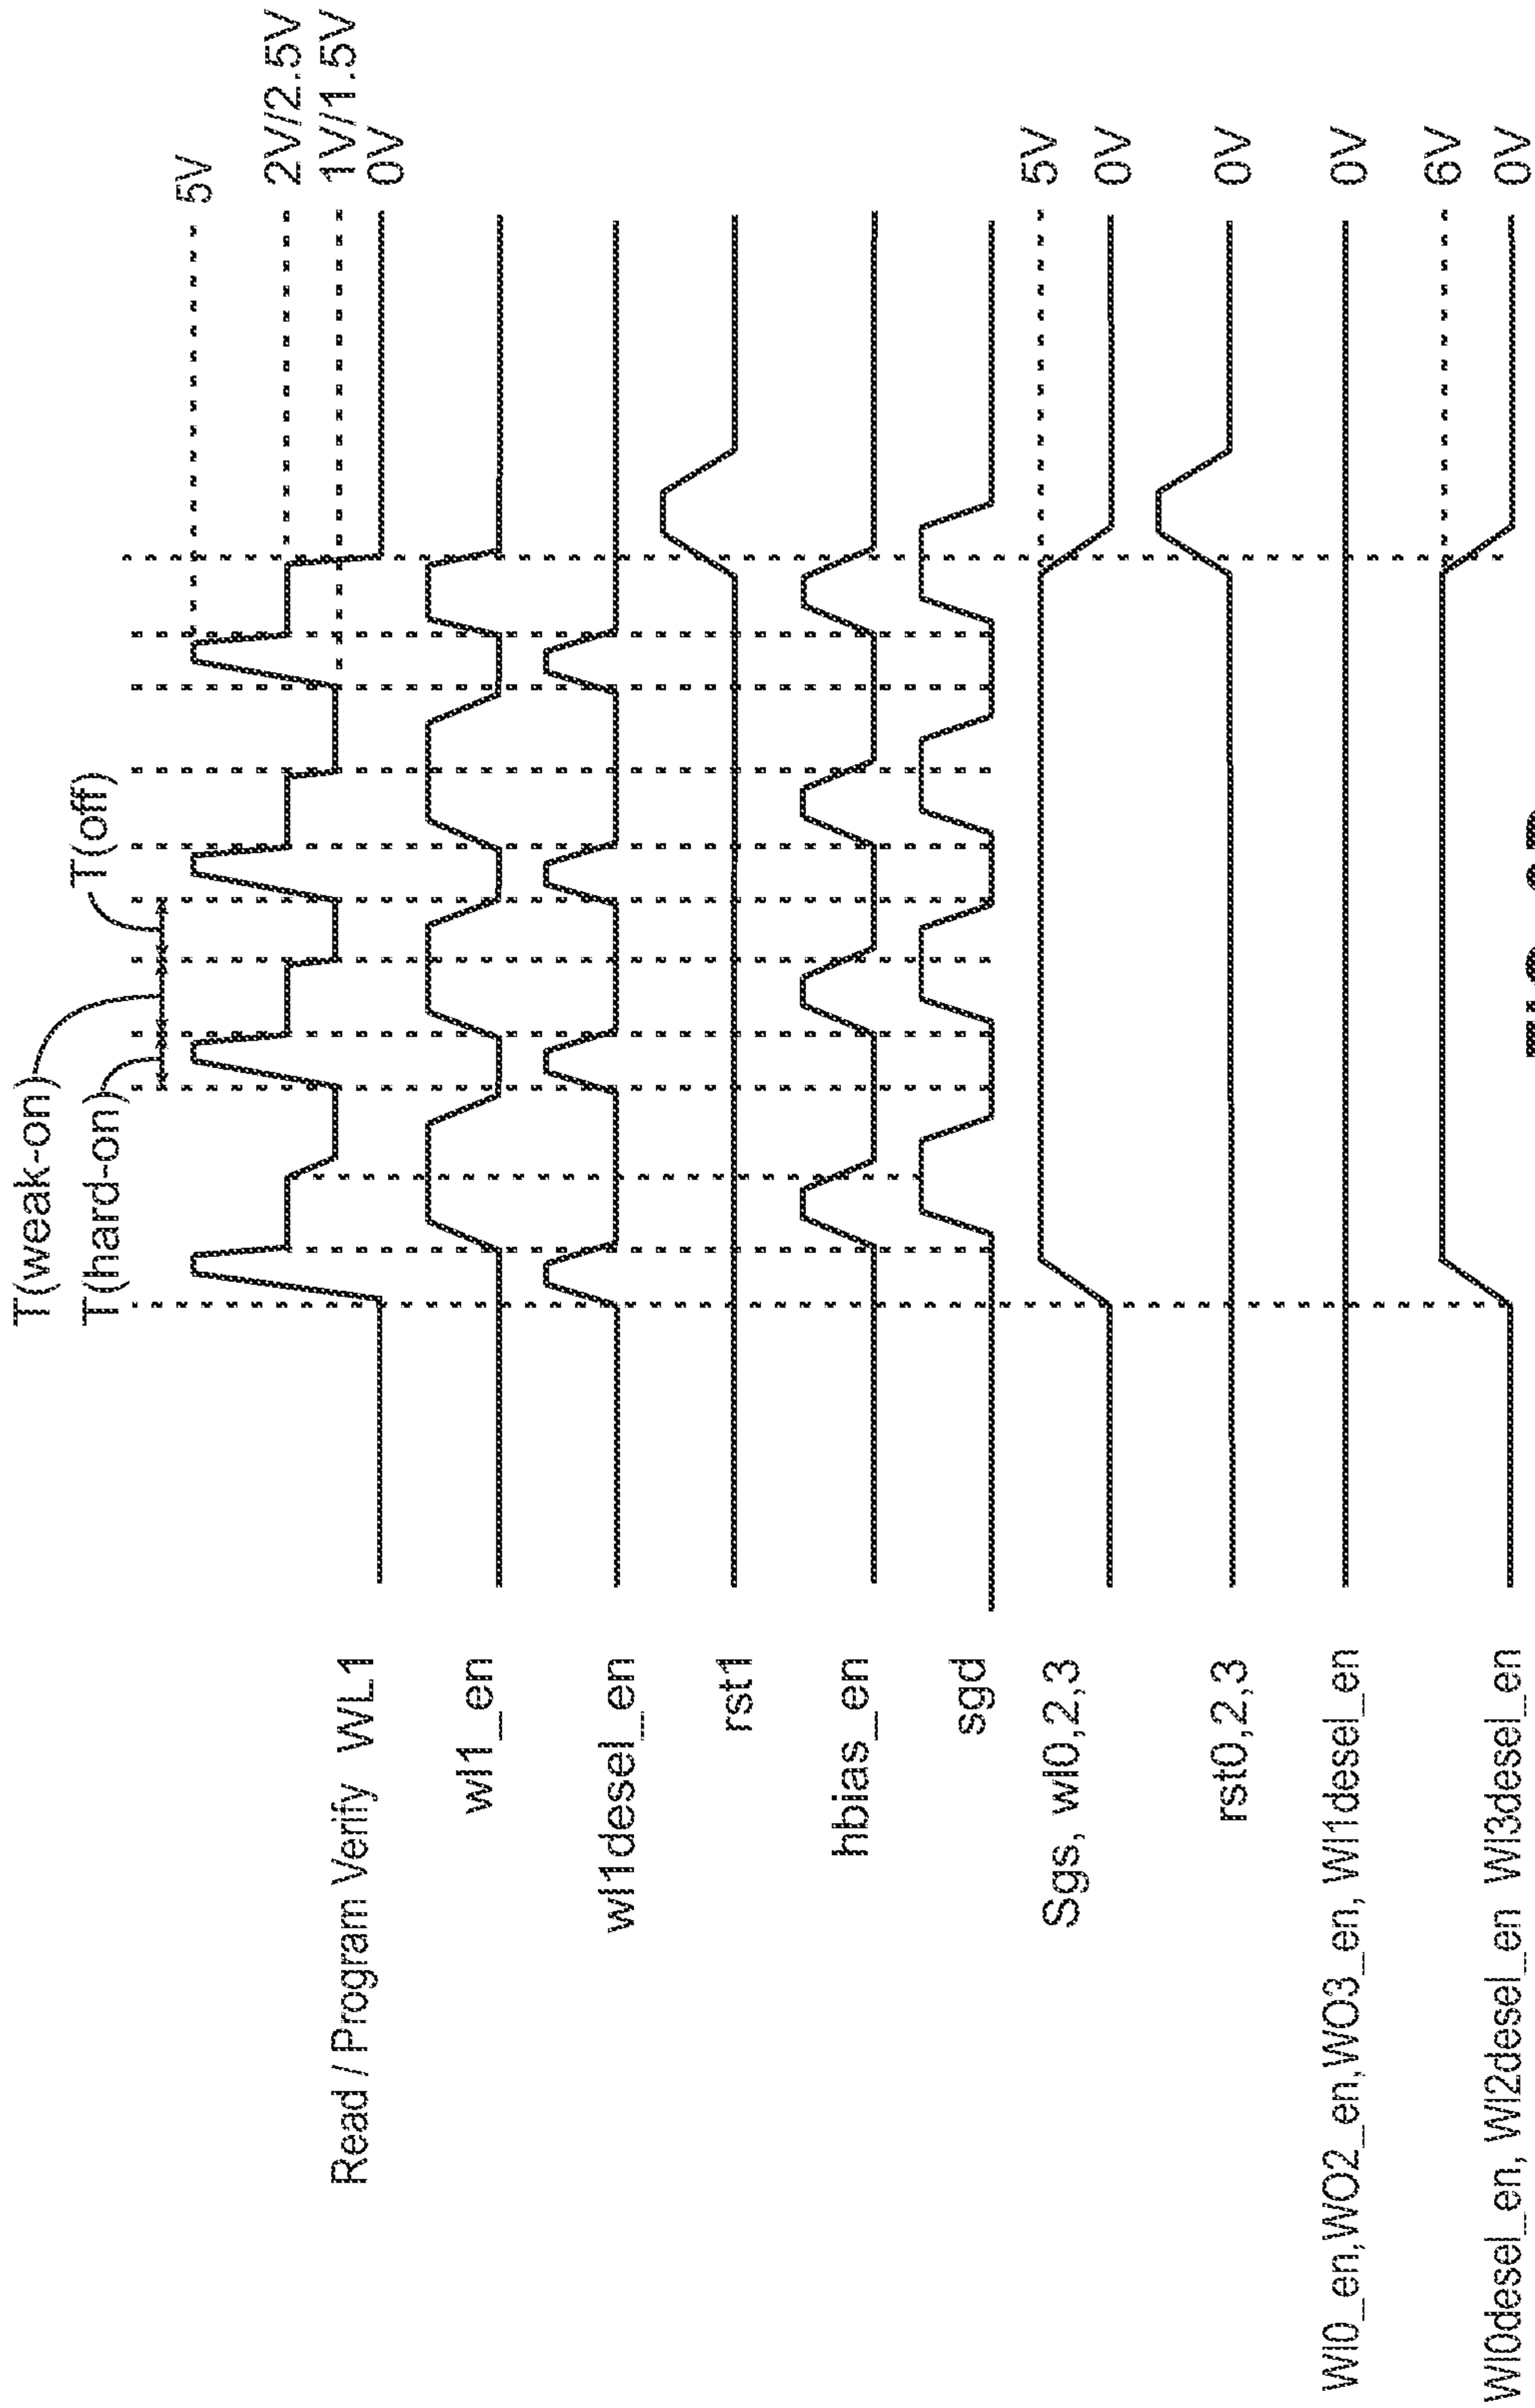 T(weak-on)
T(hard-on)
T(off)
5V
2V/2.5V
1V/1.5V
0V
Read / Program Verify WL1
wl1_en
wl1desel_en
rst1
hbias_en
sgd
Sgs, wl0,2,3
5V
0V
rst0,2,3
0V
Wl0_en,WO2_en,WO3_en, Wl1desel_en
0V
Wl0desel_en, Wl2desel_en Wl3desel_en
6V
0V